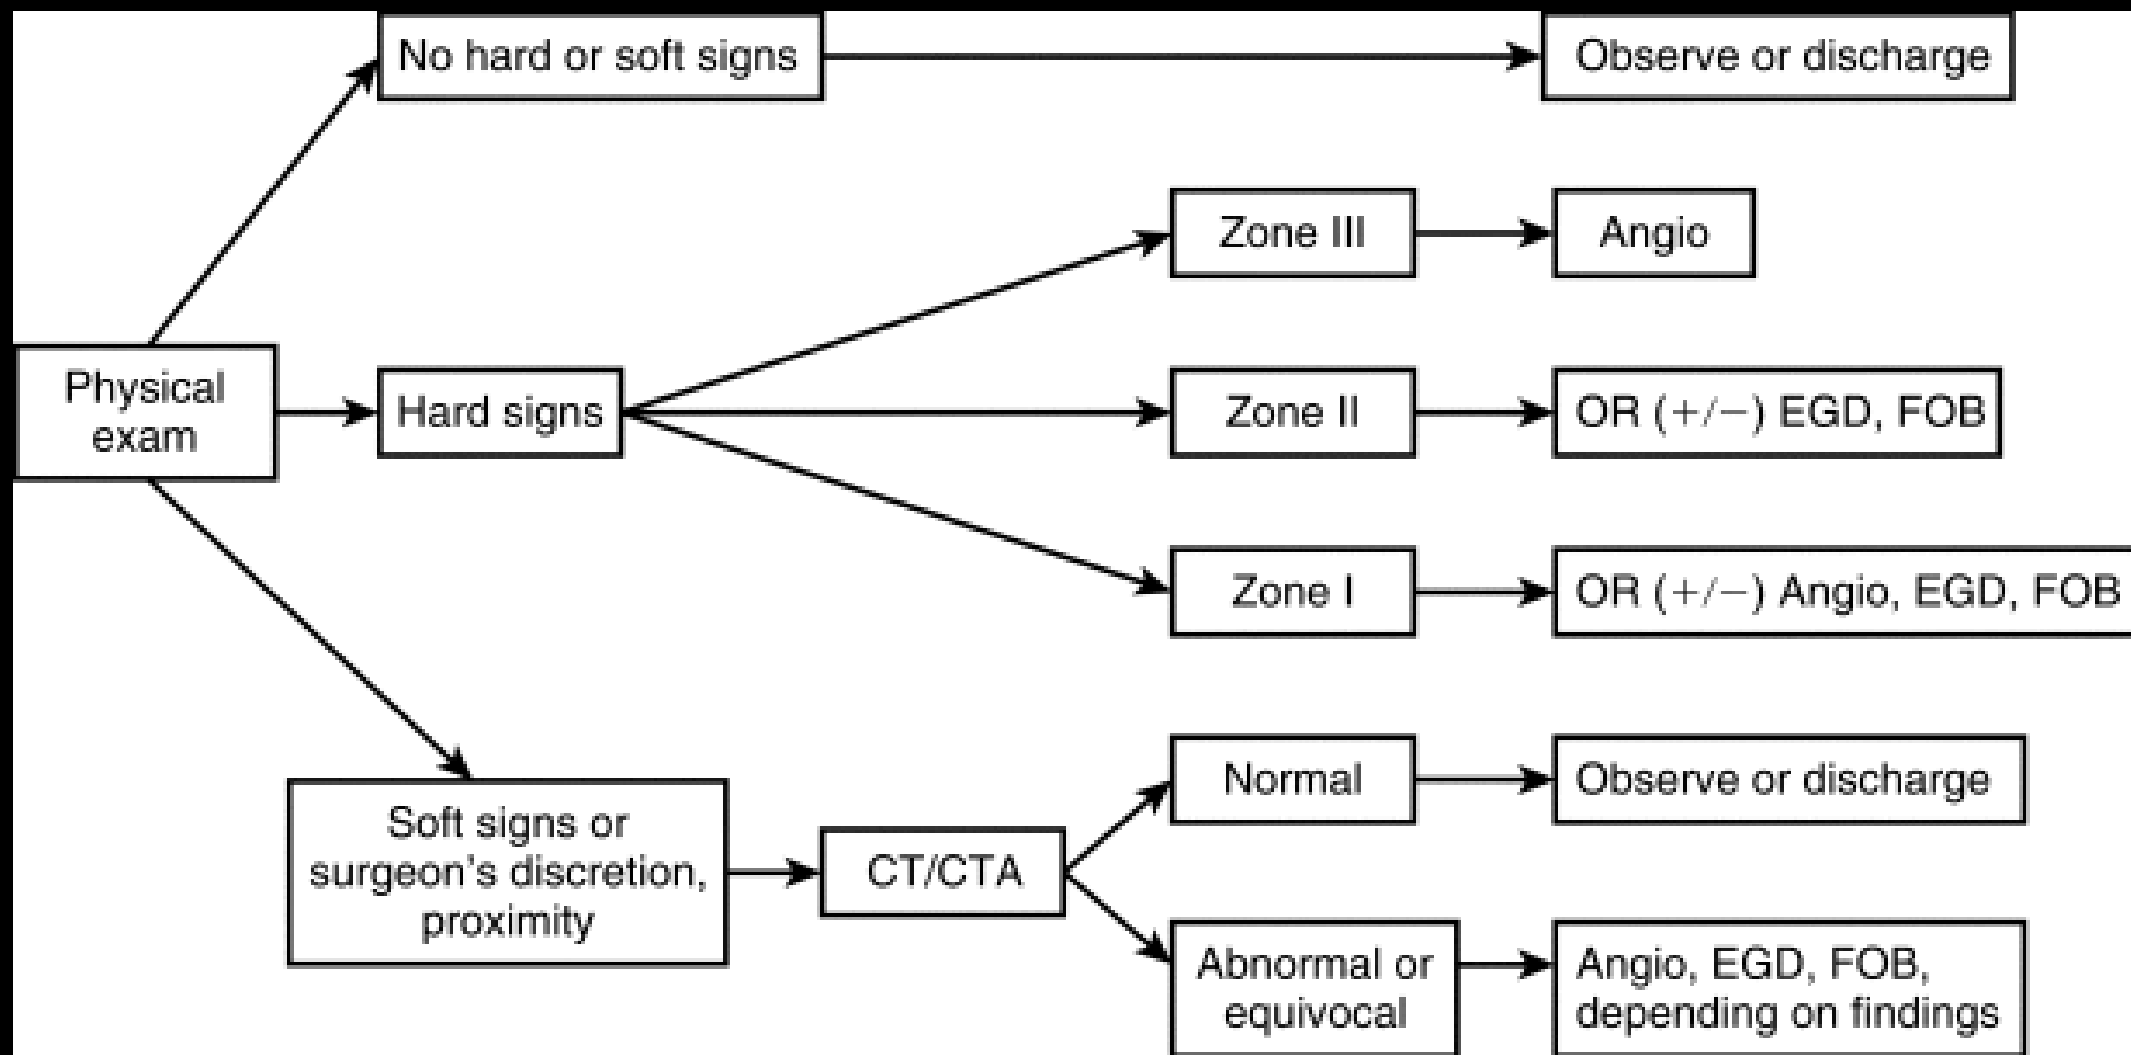 No hard or soft signs
Observe or discharge
Zone III
Angio
Physical
exam
Hard signs
Zone II
OR (+/−) EGD, FOB
Zone I
OR (+/−) Angio, EGD, FOB
Soft signs or
surgeon's discretion,
proximity
CT/CTA
Normal
Observe or discharge
Abnormal or
equivocal
Angio, EGD, FOB,
depending on findings